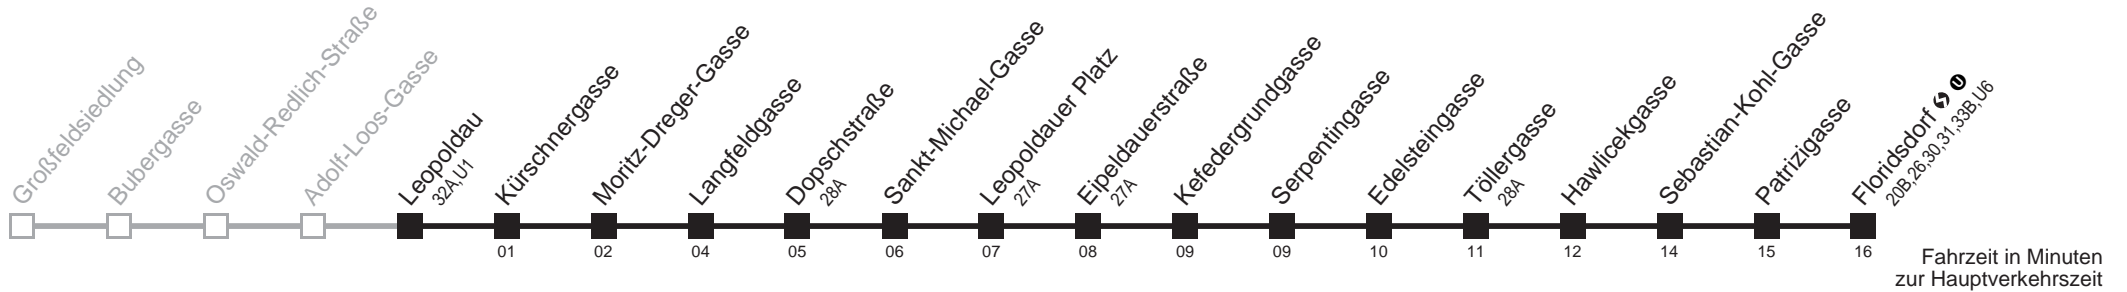 Großfeldsiedlung
Bubergasse
Oswald-Redlich-Straße
Adolf-Loos-Gasse
Leopoldau
32A,U1
Kürschnergasse
Moritz-Dreger-Gasse
Langfeldgasse
Dopschstraße
28A
Sankt-Michael-Gasse
Leopoldauer Platz
27A
Eipeldauerstraße
27A
Kefedergrundgasse
Serpentingasse
Edelsteingasse
Töllergasse
28A
Hawlicekgasse
Sebastian-Kohl-Gasse
Patrizigasse
Floridsdorf S U
20B,26,30,31,33B,U6
01 02 04 05 06 07 08 09 09 10 11 12 14 15 16
Fahrzeit in Minuten
zur Hauptverkehrszeit